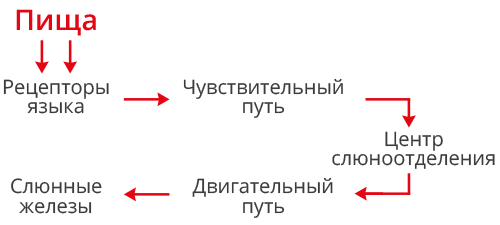 Пища
Рецепторы
языка
Чувствительный
путь
Центр
слюноотделения
Двигательный
путь
Слюнные
железы